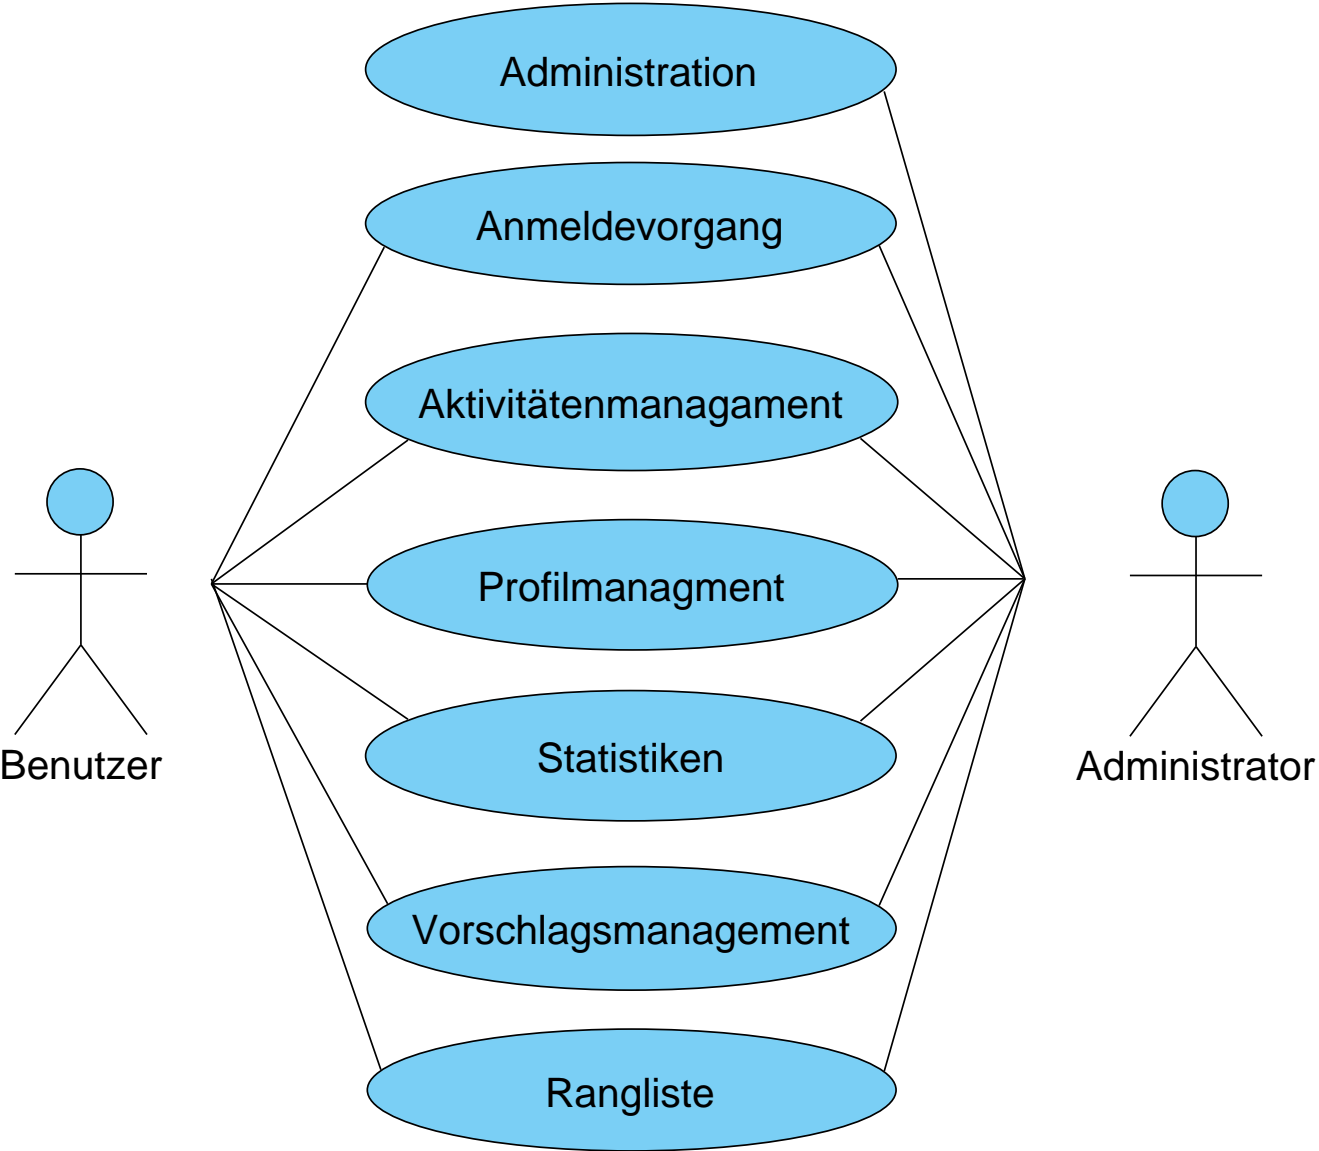 Administration
Anmeldevorgang
Aktivitätenmanagament
Profilmanagment
Benutzer
Statistiken
Administrator
Vorschlagsmanagement
Rangliste